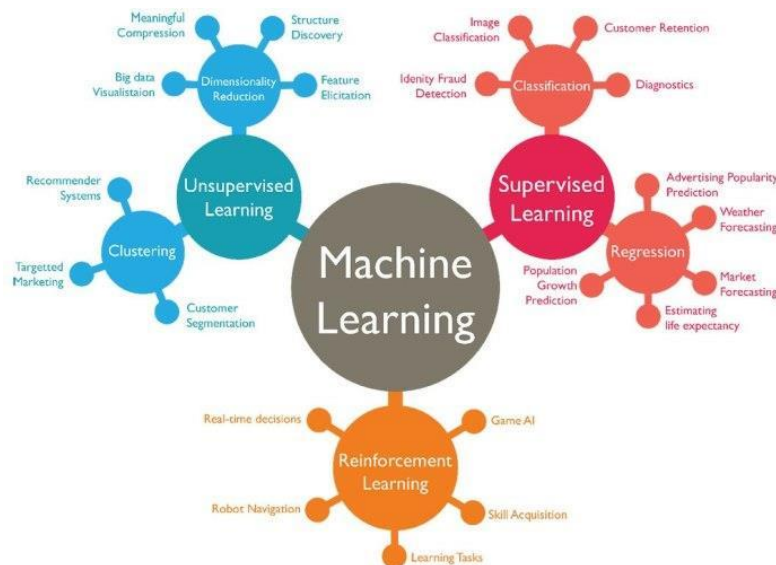 Meaningful
Compression
Structure
Discovery
Big data
Visualistaion
Dimensionality
Reduction
Feature
Elicitation
Image
Classification
Customer Retention
Idenity Fraud
Detection
Classification
Diagnostics
Unsupervised
Learning
Supervised
Learning
Recommender
Systems
Clustering
Targetted
Marketing
Customer
Segmentation
Machine
Learning
Advertising Popularity
Prediction
Weather
Forecasting
Regression
Population
Growth
Prediction
Market
Forecasting
Estimating
life expectancy
Real-time decisions
Game AI
Reinforcement
Learning
Robot Navigation
Skill Acquisition
Learning Tasks